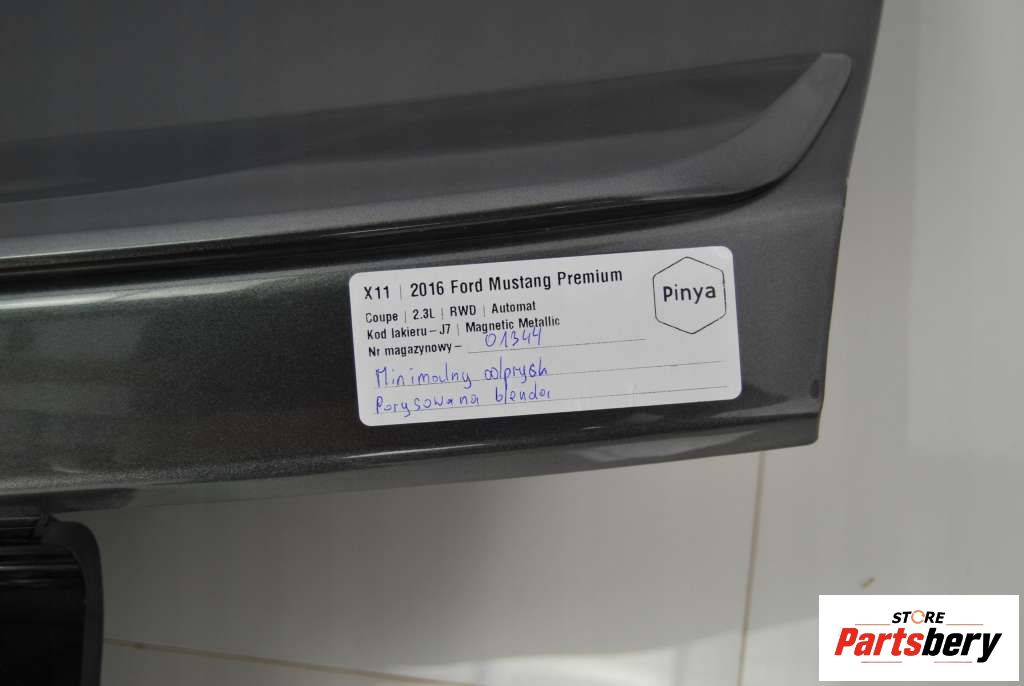 X11 | 2016 Ford Mustang Premium
Coupe | 2.3L | RWD | Automat
Kod lakieru – J7 | Magnetic Metallic
Nr magazynowy – 01344
Minimalny odprysk
Porysowana blenda
Pinya
STORE
Partsbery